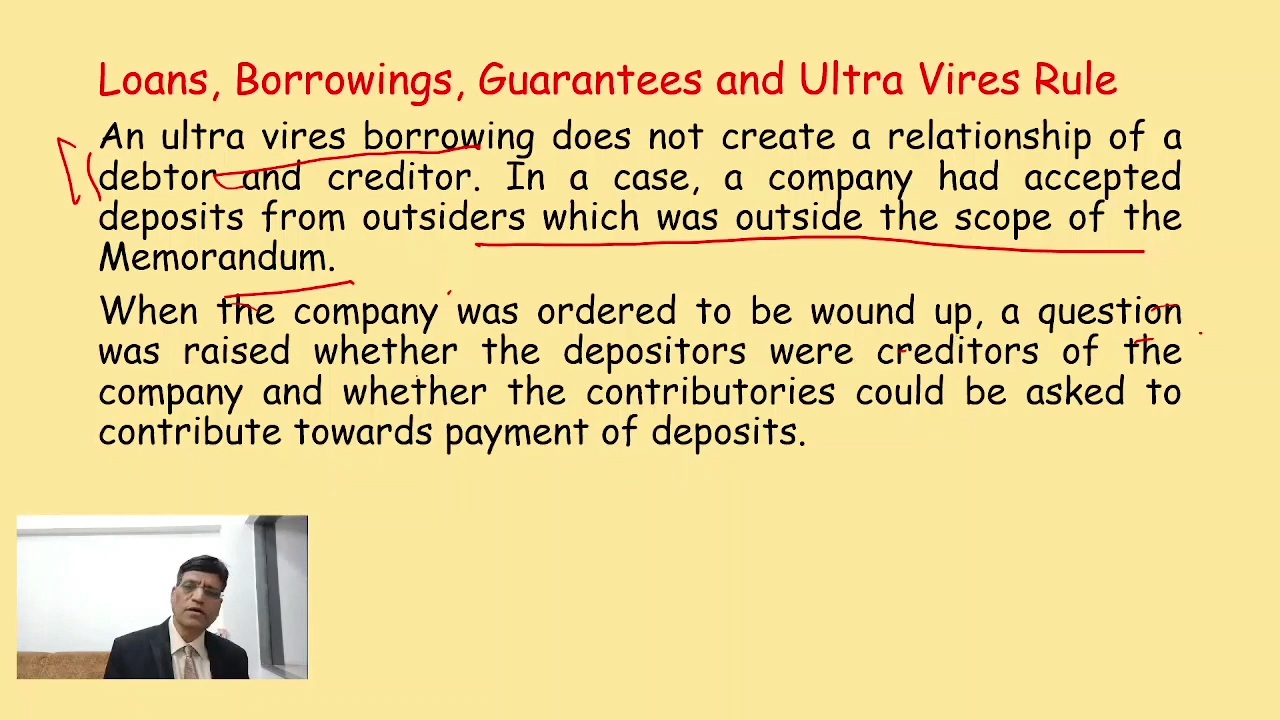 Loans, Borrowings, Guarantees and Ultra Vires Rule
An ultra vires borrowing does not create a relationship of a
debtor and creditor. In a case, a company had accepted
deposits from outsiders which was outside the scope of the
Memorandum.
When the company was ordered to be wound up, a question
was raised whether the depositors were creditors of the
company and whether the contributories could be asked to
contribute towards payment of deposits.